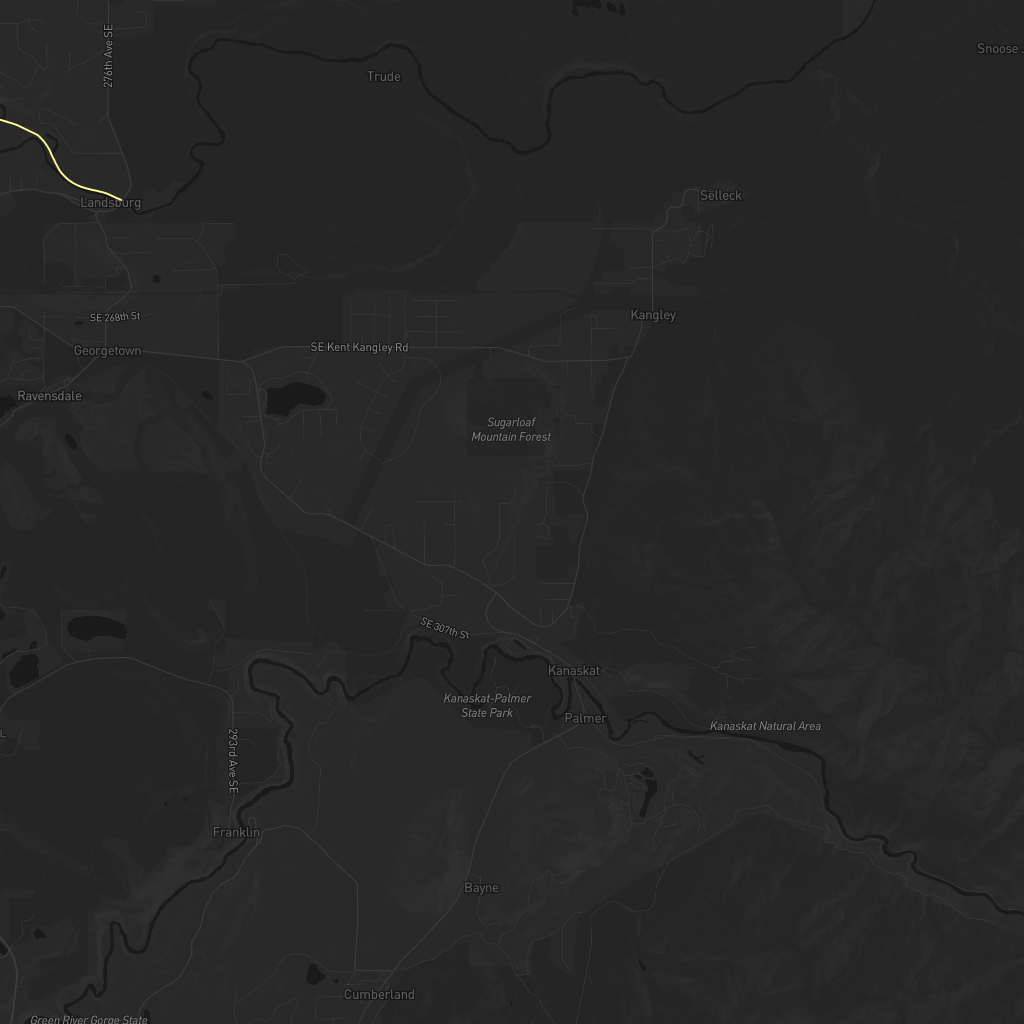 276th Ave SE
Snoose
Trude
Landsburg
Selleck
SE 268th St
Kangley
Georgetown
SE Kent Kangley Rd
Ravensdale
Sugarloaf
Mountain Forest
SE 307th St
Kanaskat
Kanaskat-Palmer
State Park
Palmer
Kanaskat Natural Area
L
293rd Ave SE
Franklin
Bayne
Cumberland
Green River Gorge State